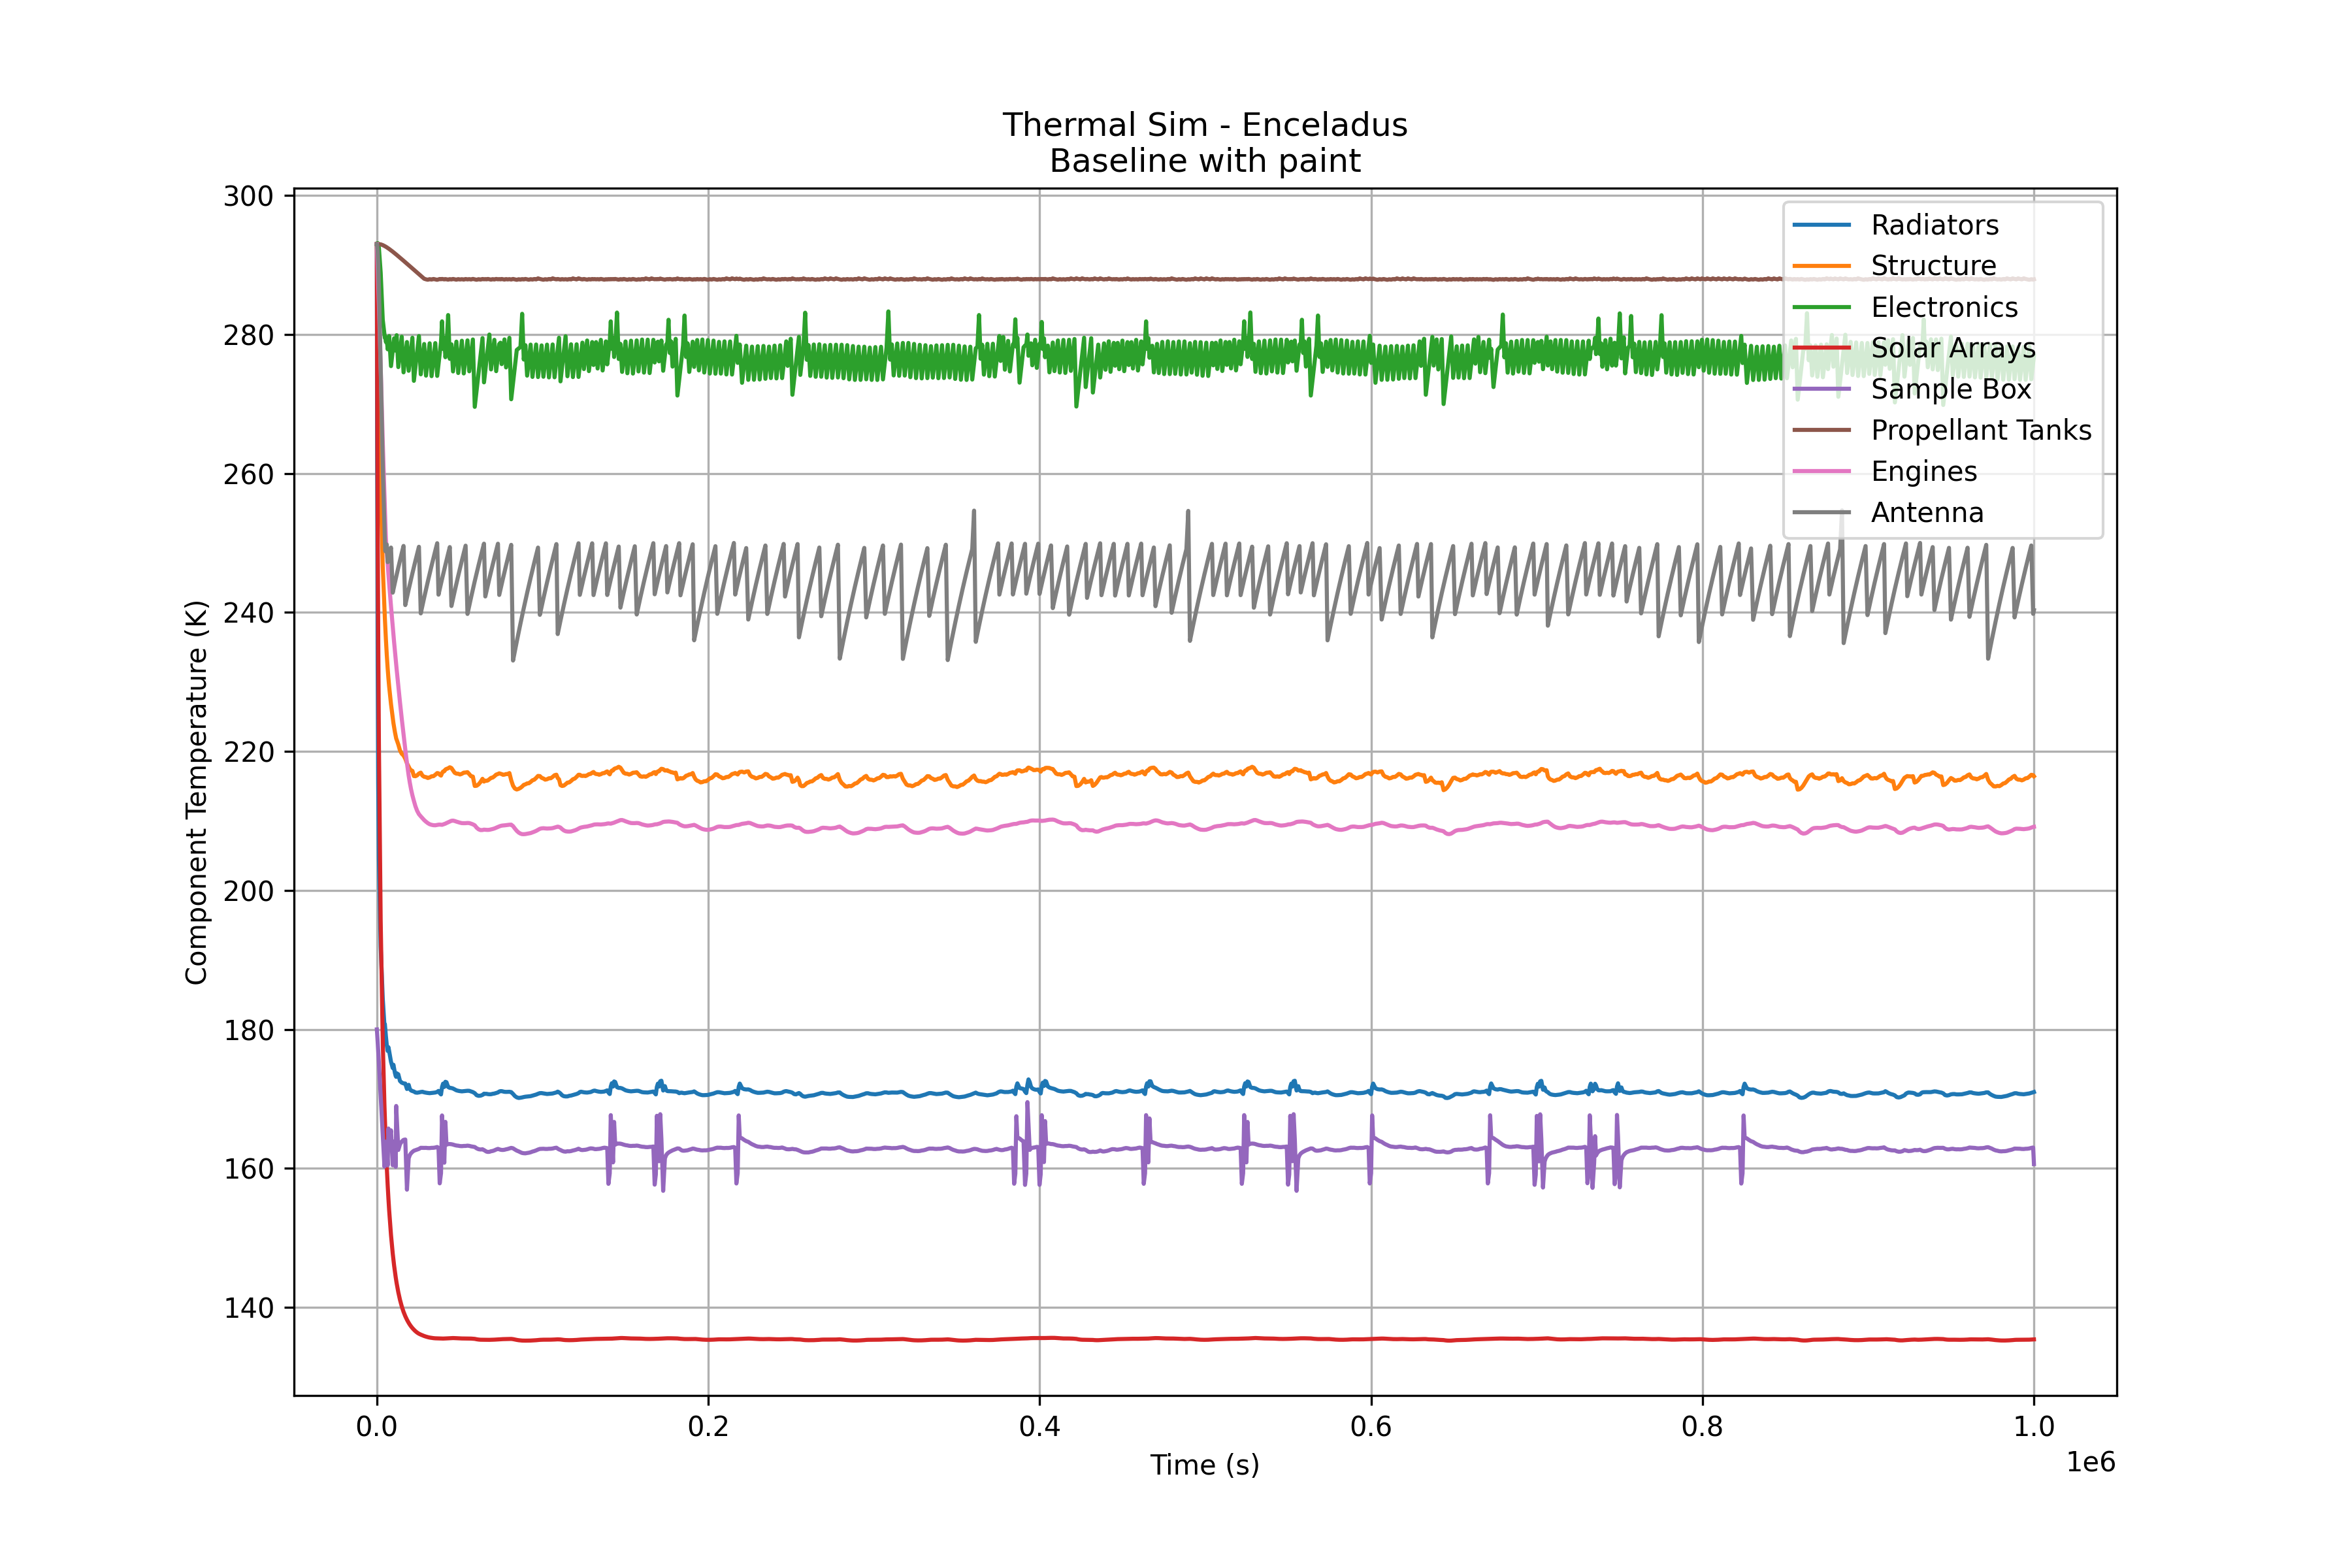 Thermal Sim - Enceladus
Baseline with paint
300
280
260
240
220
200
180
160
140
Component Temperature (K)
Radiators
Structure
Electronics
Solar Arrays
Sample Box
Propellant Tanks
Engines
Antenna
0.0 0.2 0.4 0.6 0.8 1.0
1e6
Time (s)